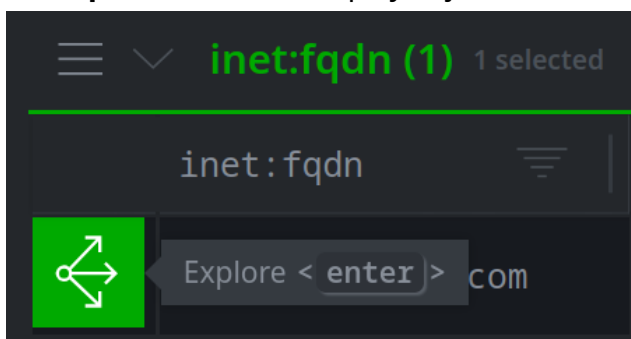 inet:fqdn (1) 1 selected
inet:fqdn
Explore <enter> com